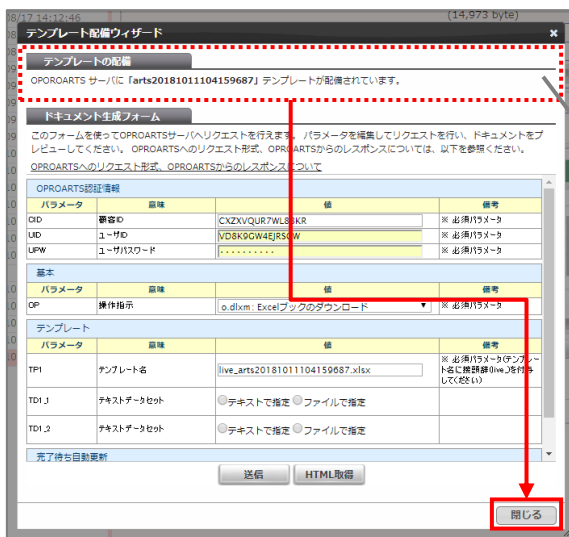 /17 14:12:46
(14,973 byte)
テンプレート配備ウィザード
×
テンプレートの配備
OPOROARTS サーバに「arts20181011104159687」テンプレートが配備されています。
ドキュメント生成フォーム
このフォームを使ってOPROARTSサーバへリクエストを行えます。 パラメータを編集してリクエストを行い、ドキュメントをプ
レビューしてください。 OPROARTSへのリクエスト形式、OPROARTSからのレスポンスについては、以下を参照ください。
OPROARTSへのリクエスト形式、OPROARTSからのレスポンスについて
OPROARTS認証情報
パラメータ 意味 値 備考
CID 顧客ID ※ 必須パラメータ
UID ユーザID ※ 必須パラメータ
UPW ユーザパスワード ・・・・・・・・・・ ※ 必須パラメータ
基本
パラメータ 意味 値 備考
OP 操作指示 o.dlxm: Excelブックのダウンロード ▼ ※ 必須パラメータ
テンプレート
パラメータ 意味 値 備考
TP1 テンプレート名 live_arts20181011104159687.xlsx ※ 必須パラメータ(テンプレー
ト名に接頭辞「live_」を付与
してください)
TD1_1 テキストデータセット テキストで指定 ファイルで指定
TD1_2 テキストデータセット テキストで指定 ファイルで指定
完了待ち自動更新
送信 HTML取得
閉じる